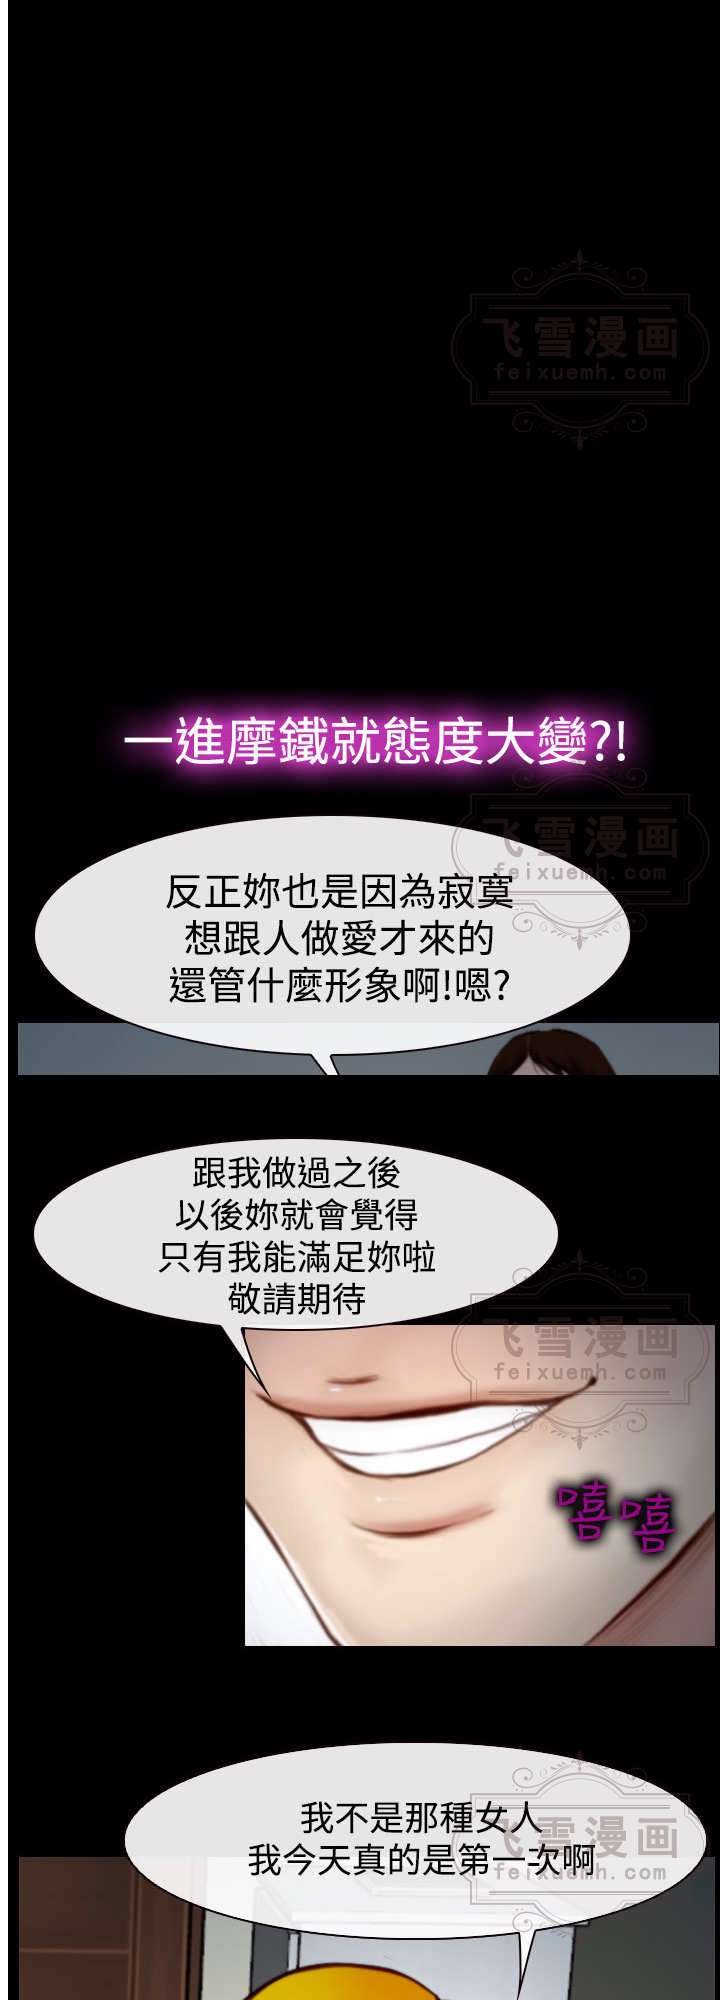 飞雪漫画
feixuemh.com
一進摩鐵就態度大變?!
飞雪漫画
feixuemh.com
反正妳也是因為寂寞
想跟人做愛才來的
還管什麼形象啊!嗯?
跟我做過之後
以後妳就會覺得
只有我能滿足妳啦
敬請期待
飞雪漫画
feixuemh.com
嘻嘻
我不是那種女人
我今天真的是第一次啊
飞雪漫画
feixuemh.com